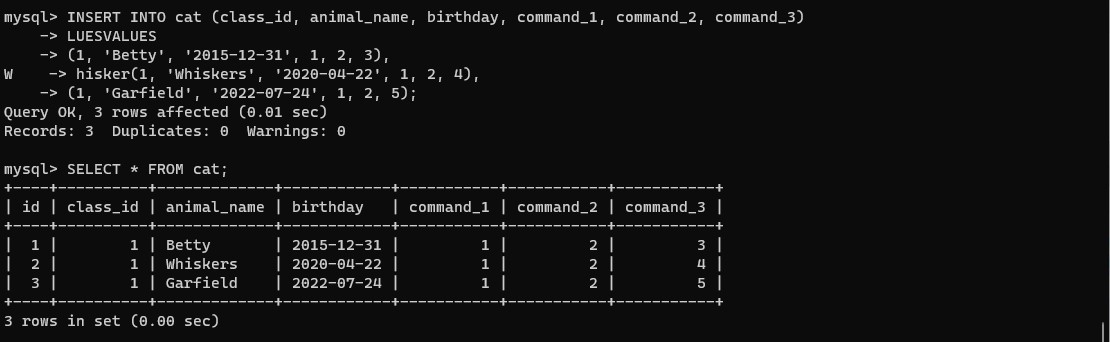 mysql> INSERT INTO cat (class_id, animal_name, birthday, command_1, command_2, command_3)
    -> LUESVALUES
    -> (1, 'Betty', '2015-12-31', 1, 2, 3),
W    -> hisker(1, 'Whiskers', '2020-04-22', 1, 2, 4),
    -> (1, 'Garfield', '2022-07-24', 1, 2, 5);
Query OK, 3 rows affected (0.01 sec)
Records: 3  Duplicates: 0  Warnings: 0

mysql> SELECT * FROM cat;
+----+----------+-------------+------------+-----------+-----------+-----------+
| id | class_id | animal_name | birthday   | command_1 | command_2 | command_3 |
+----+----------+-------------+------------+-----------+-----------+-----------+
|  1 |        1 | Betty       | 2015-12-31 |         1 |         2 |         3 |
|  2 |        1 | Whiskers    | 2020-04-22 |         1 |         2 |         4 |
|  3 |        1 | Garfield    | 2022-07-24 |         1 |         2 |         5 |
+----+----------+-------------+------------+-----------+-----------+-----------+
3 rows in set (0.00 sec)